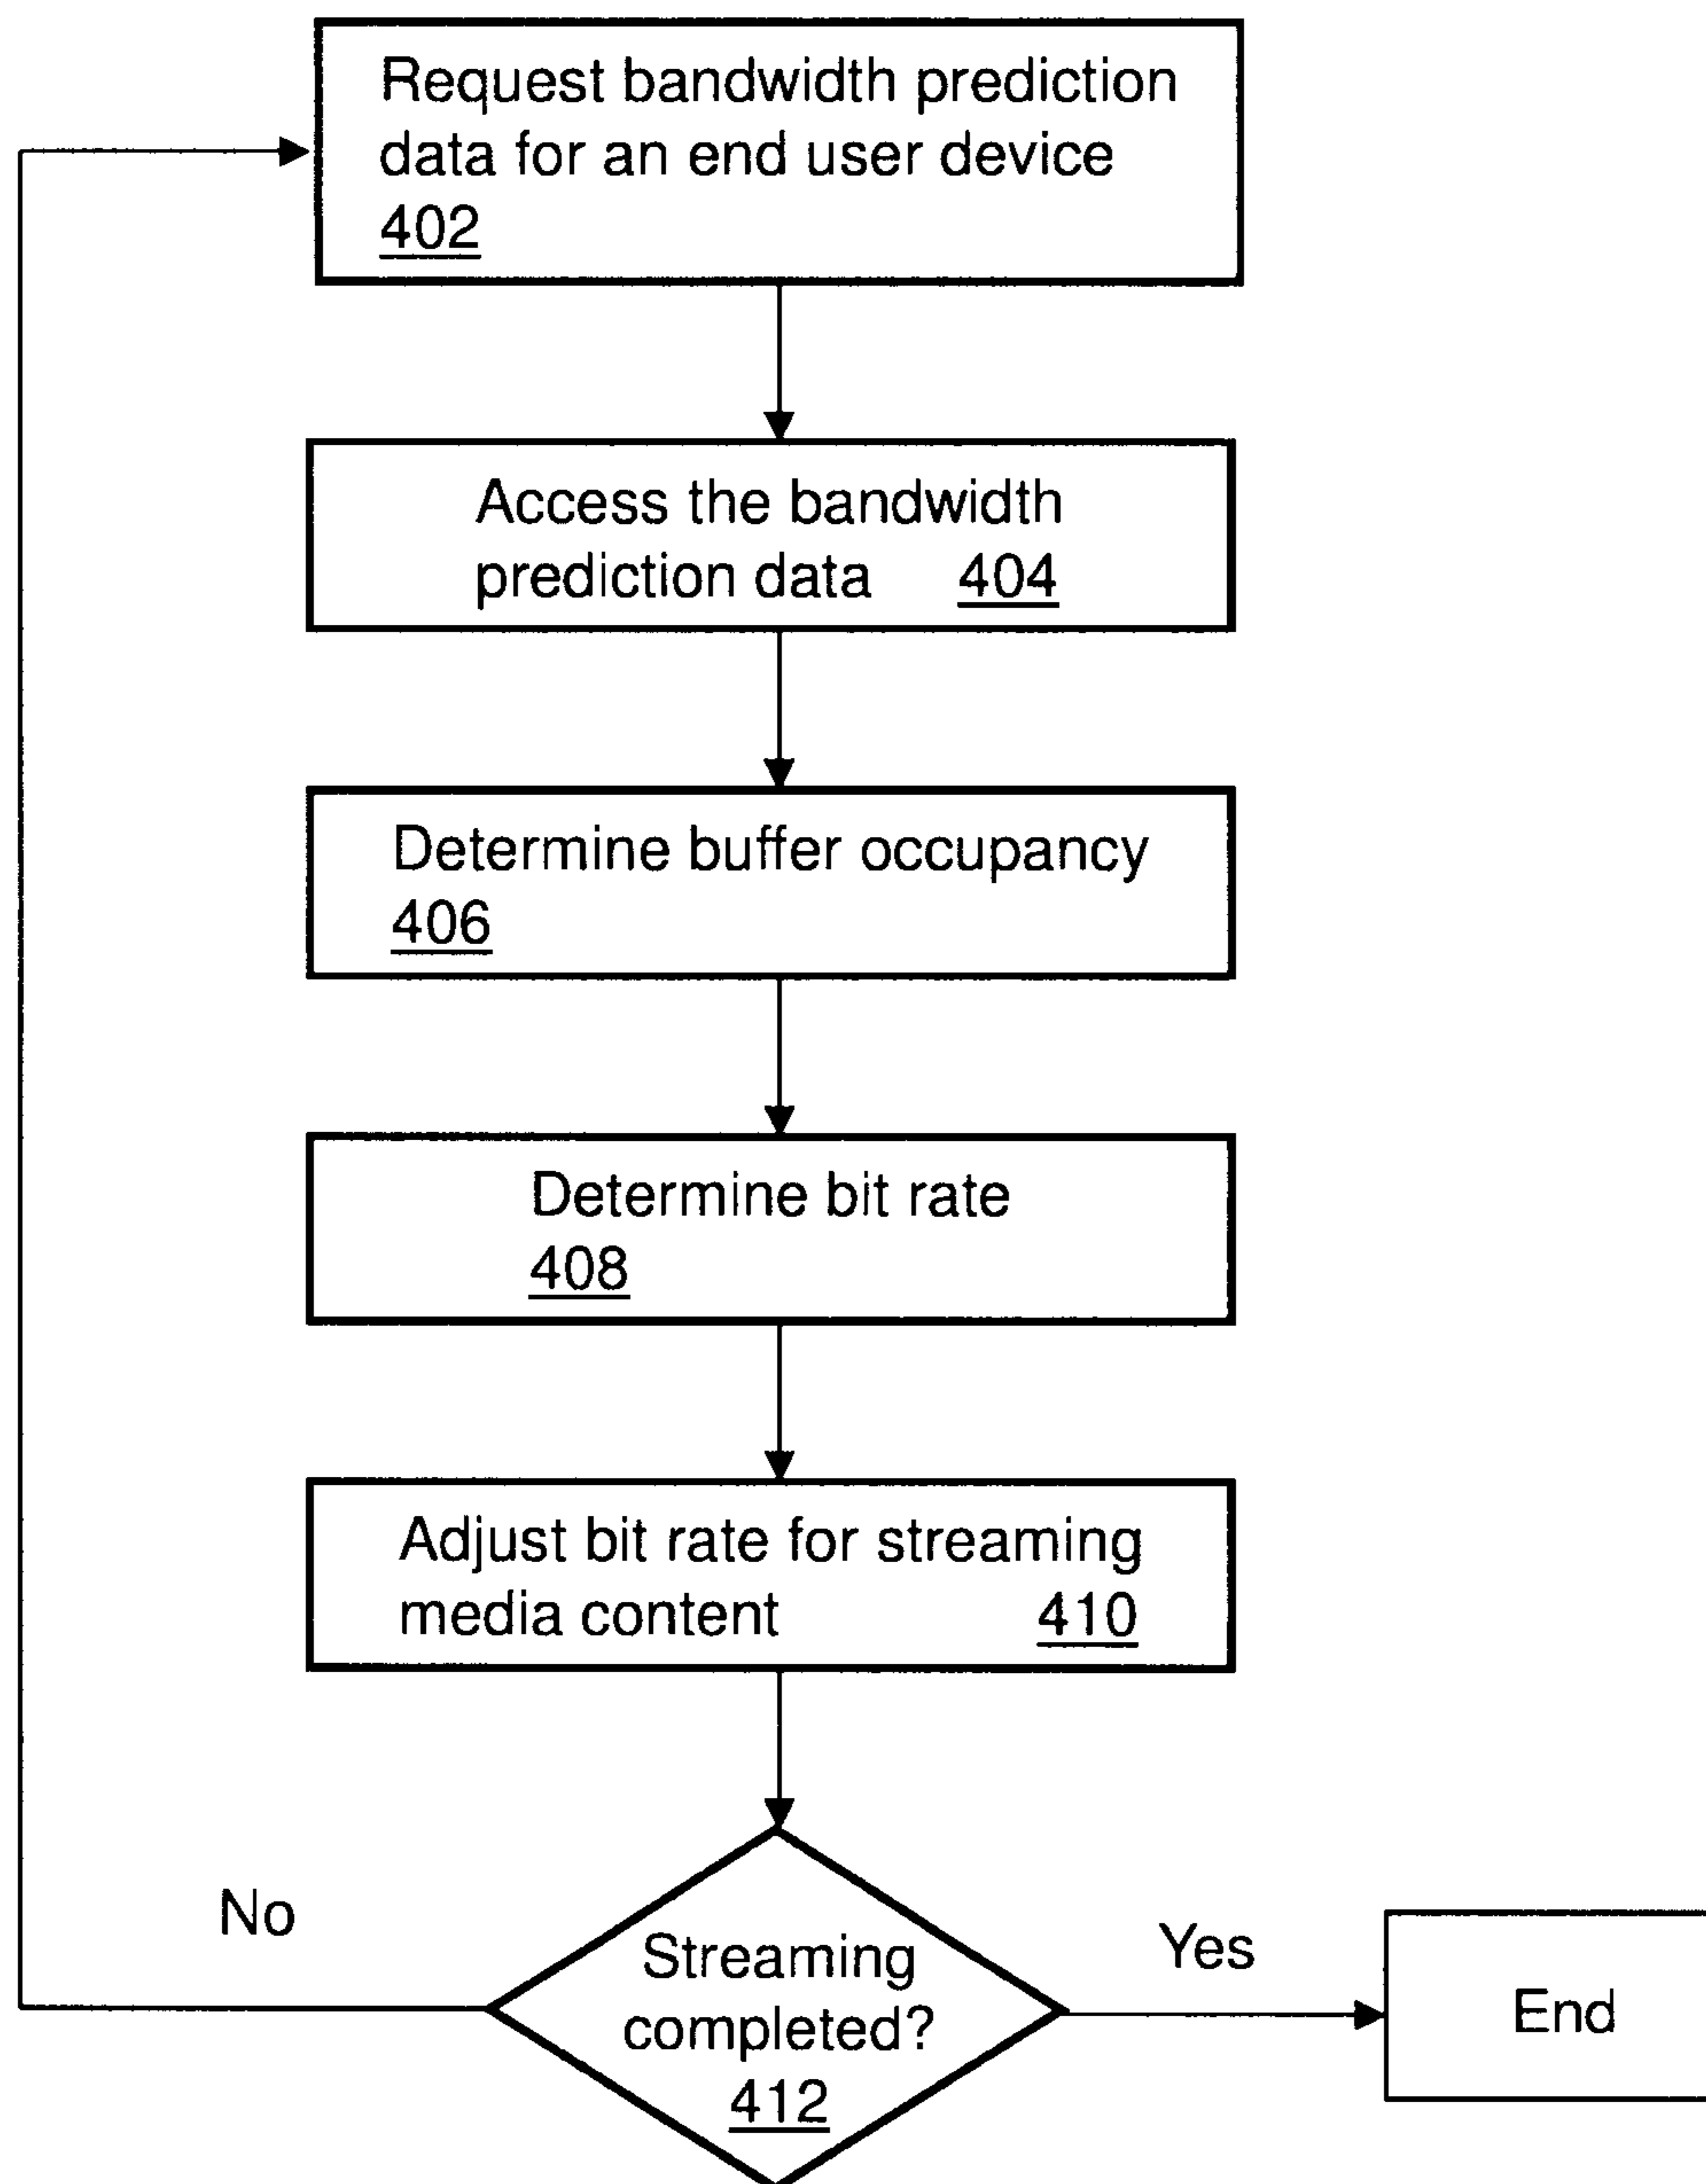 Request bandwidth prediction
data for an end user device
402
Access the bandwidth
prediction data 404
Determine buffer occupancy
406
Determine bit rate
408
Adjust bit rate for streaming
media content 410
No
Streaming
completed?
412
Yes
End